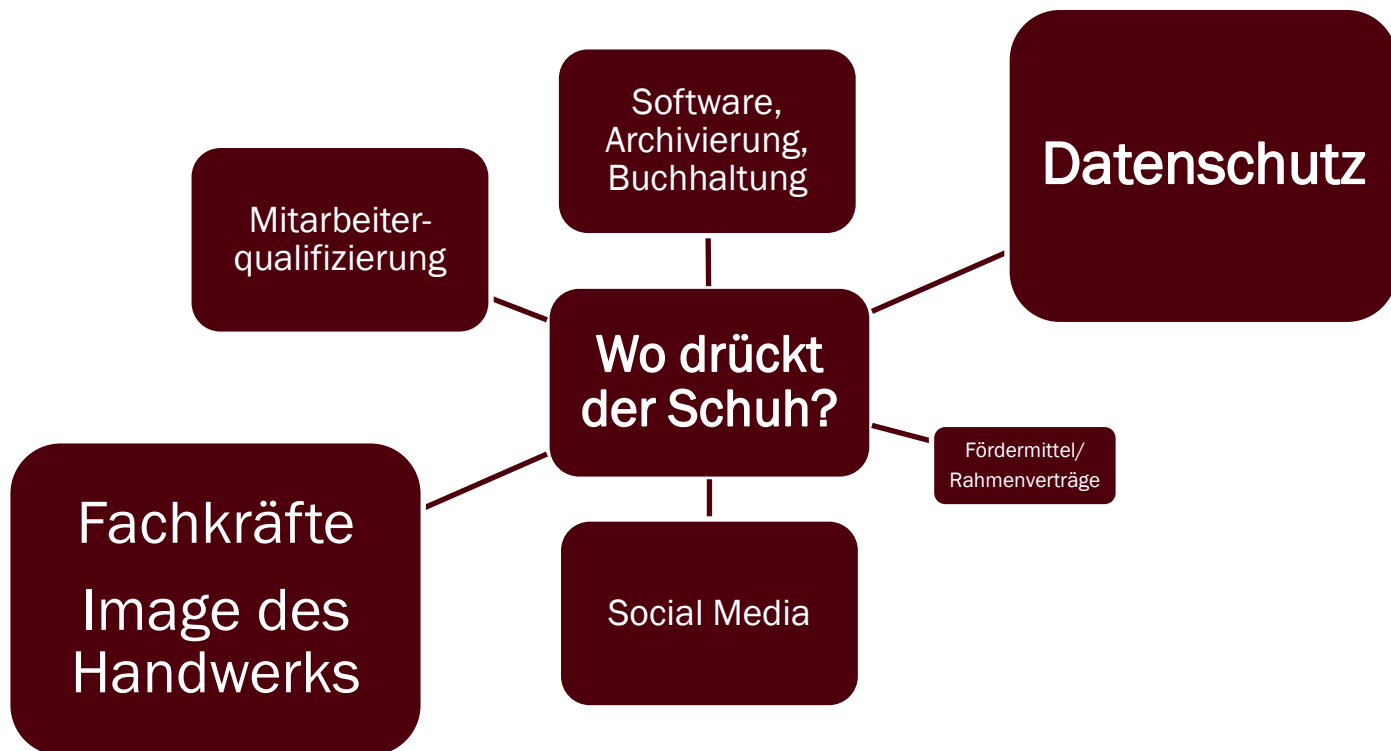 Software,
Archivierung,
Buchhaltung
Datenschutz
Mitarbeiter-
qualifizierung
Wo drückt
der Schuh?
Fördermittel/
Rahmenverträge
Fachkräfte
Image des
Handwerks
Social Media